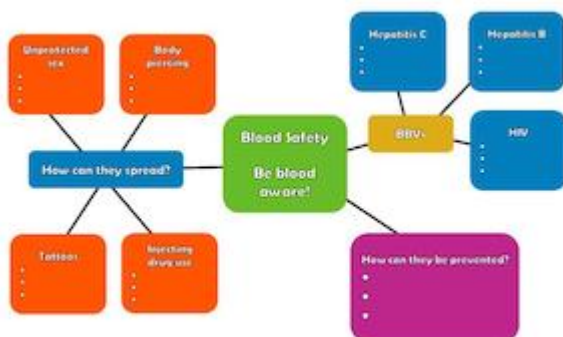 Unprotected
sex
Body
piercing
How can they spread?
Tattoos
Injecting
drug use
Blood Safety
Be blood
aware!
BBVs
Hepatitis C
Hepatitis B
HIV
How can they be prevented?